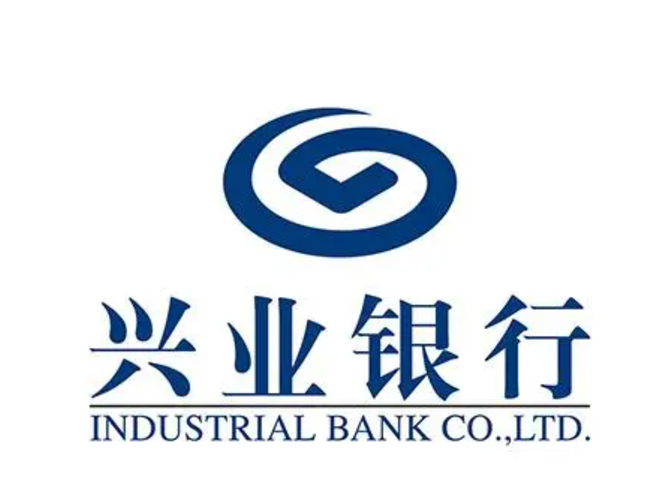 兴业银行
INDUSTRIAL BANK CO.,LTD.